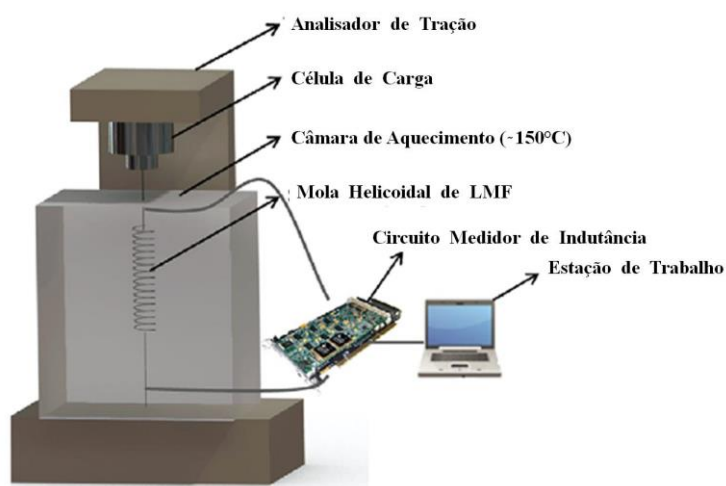 Analisador de Tração
Célula de Carga
Câmara de Aquecimento (~150°C)
Mola Helicoidal de LMF
Circuito Medidor de Indutância
Estação de Trabalho